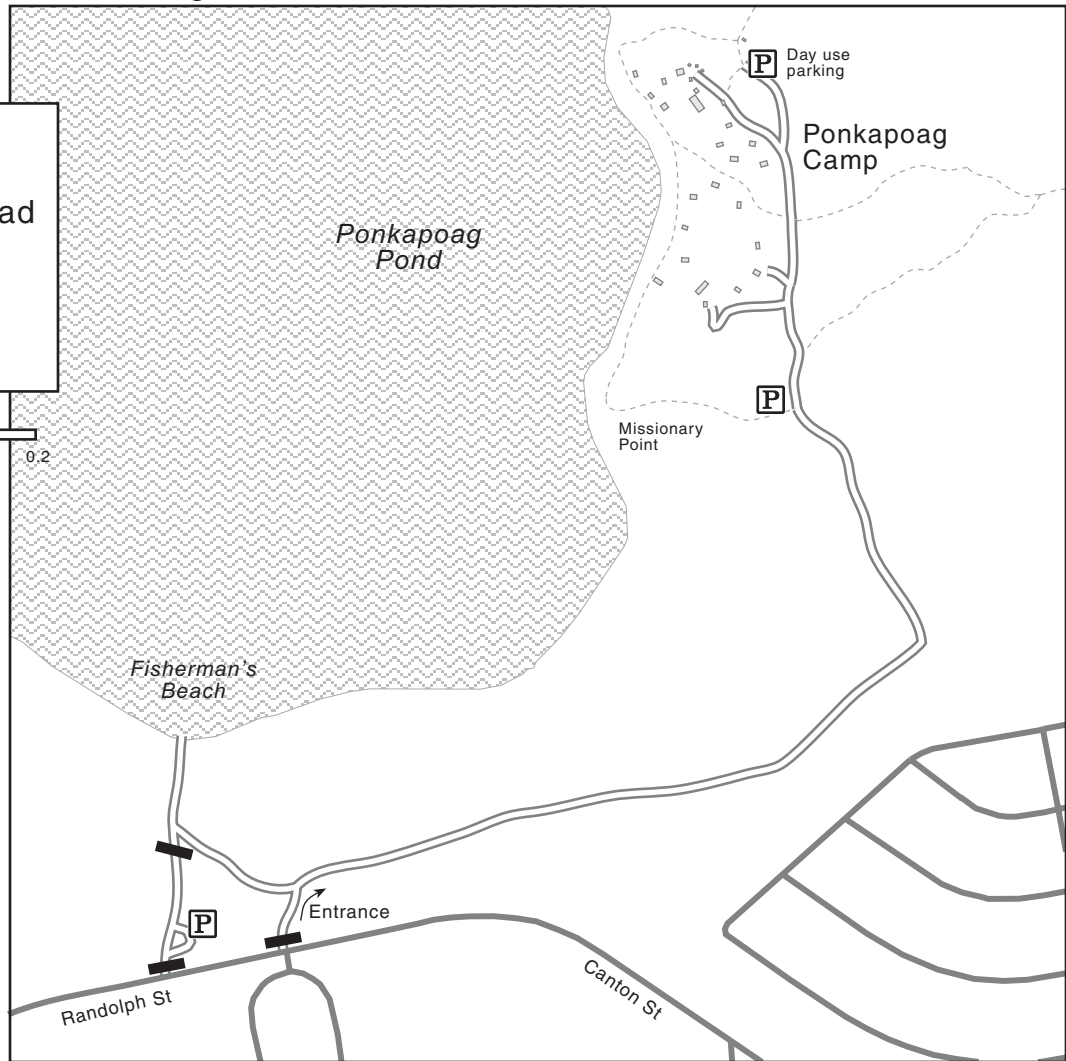 P
Day use
parking
Ponkapoag
Camp
ad
Ponkapoag
Pond
P
Missionary
Point
0.2
Fisherman's
Beach
P
Entrance
Randolph St
Canton St